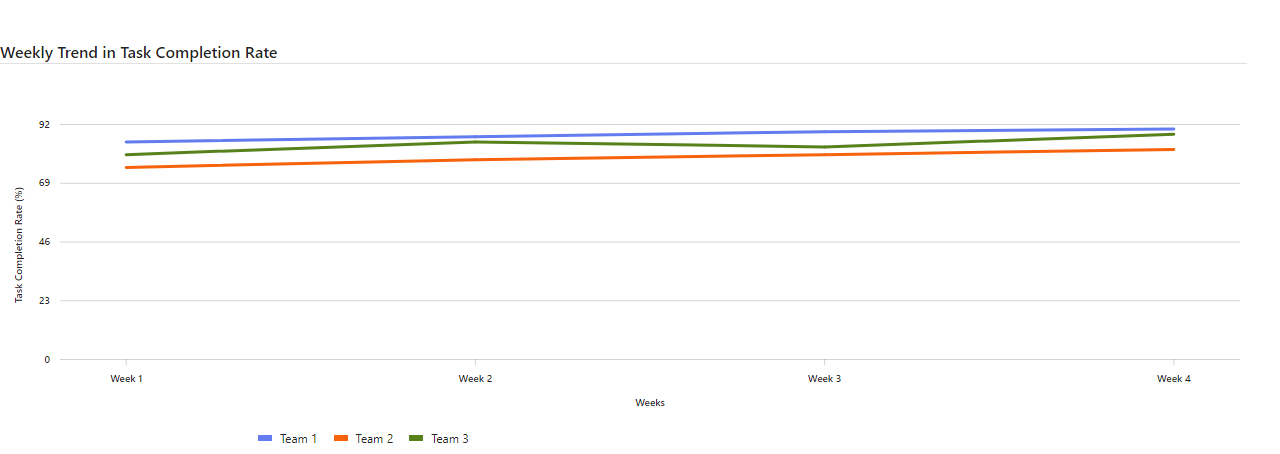 Weekly Trend in Task Completion Rate
92
69
46
23
0
Task Completion Rate (%)
Week 1 Week 2 Week 3 Week 4
Weeks
Team 1 Team 2 Team 3